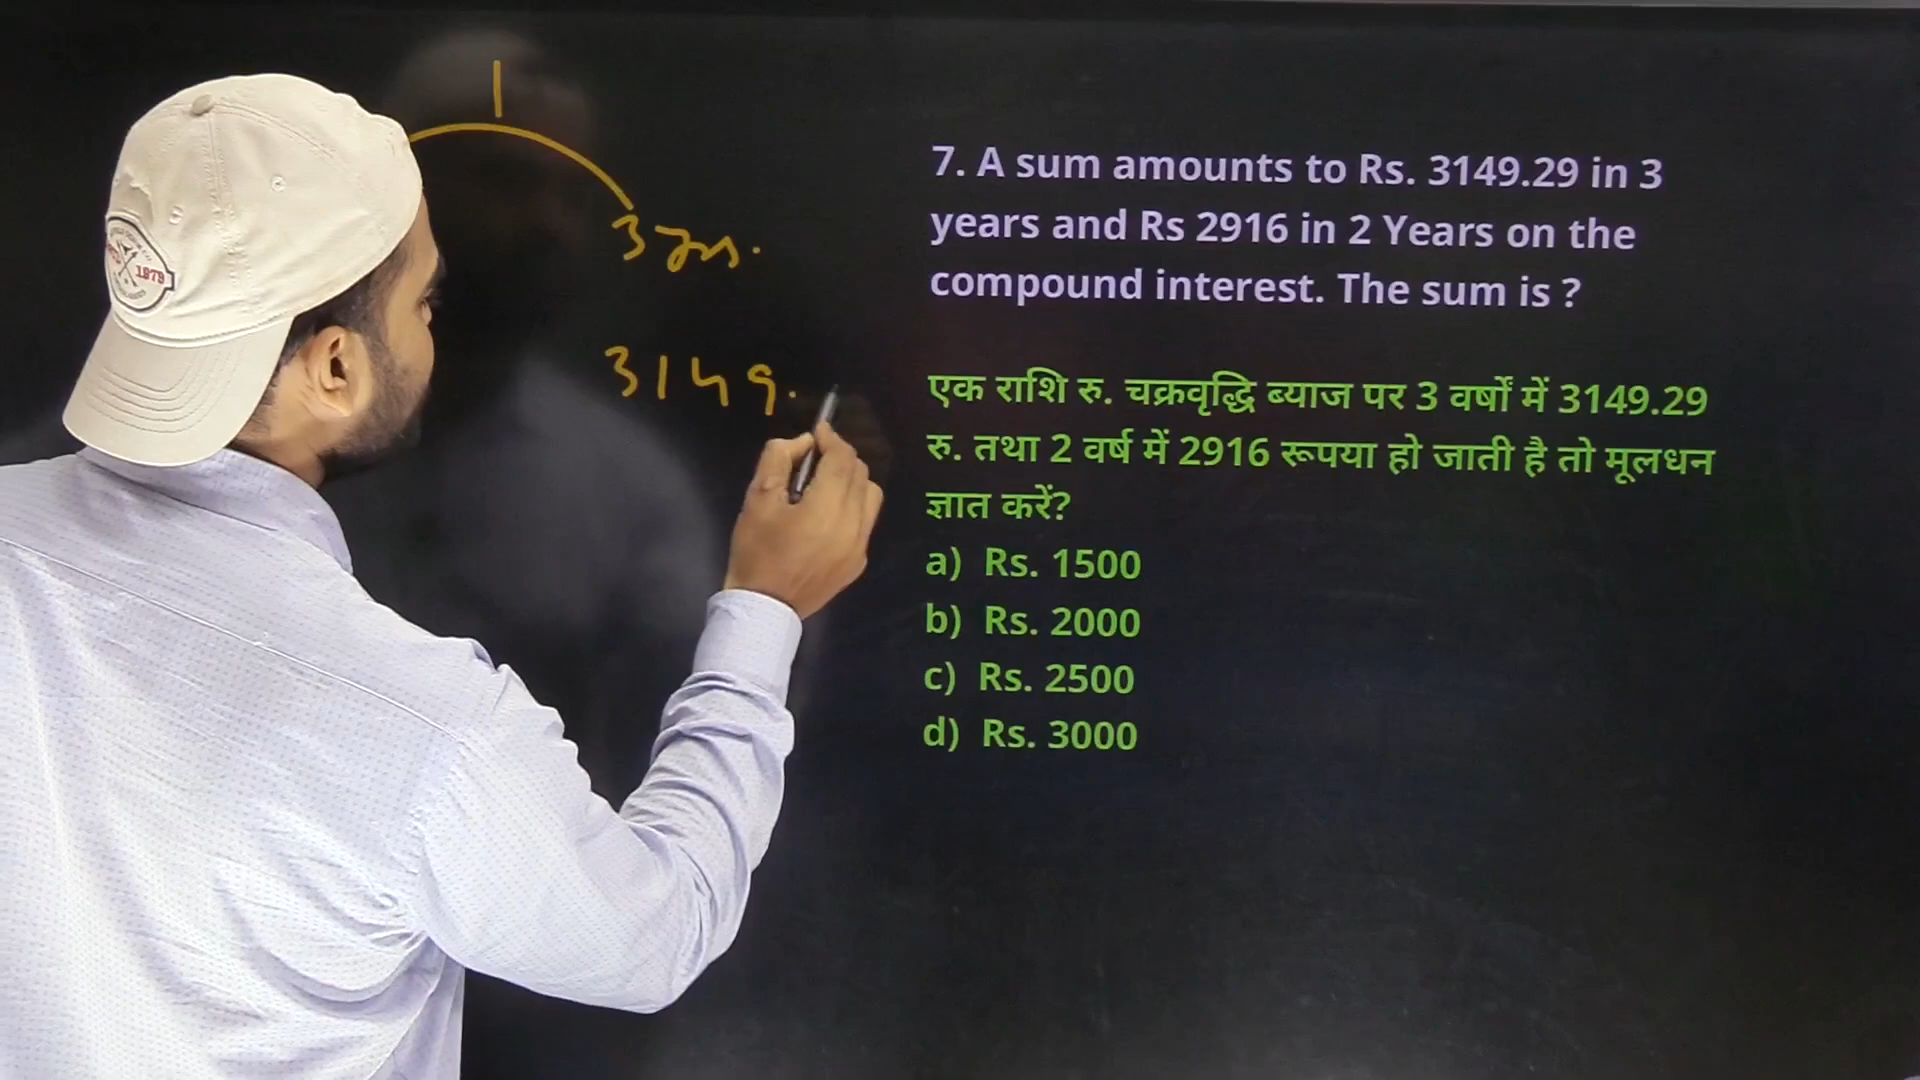 1
3 yrs.
3149.
1979
7. A sum amounts to Rs. 3149.29 in 3
years and Rs 2916 in 2 Years on the
compound interest. The sum is ?
एक राशि रु. चक्रवृद्धि ब्याज पर 3 वर्षों में 3149.29
रु. तथा 2 वर्ष में 2916 रूपया हो जाती है तो मूलधन
ज्ञात करें?
a) Rs. 1500
b) Rs. 2000
c) Rs. 2500
d) Rs. 3000